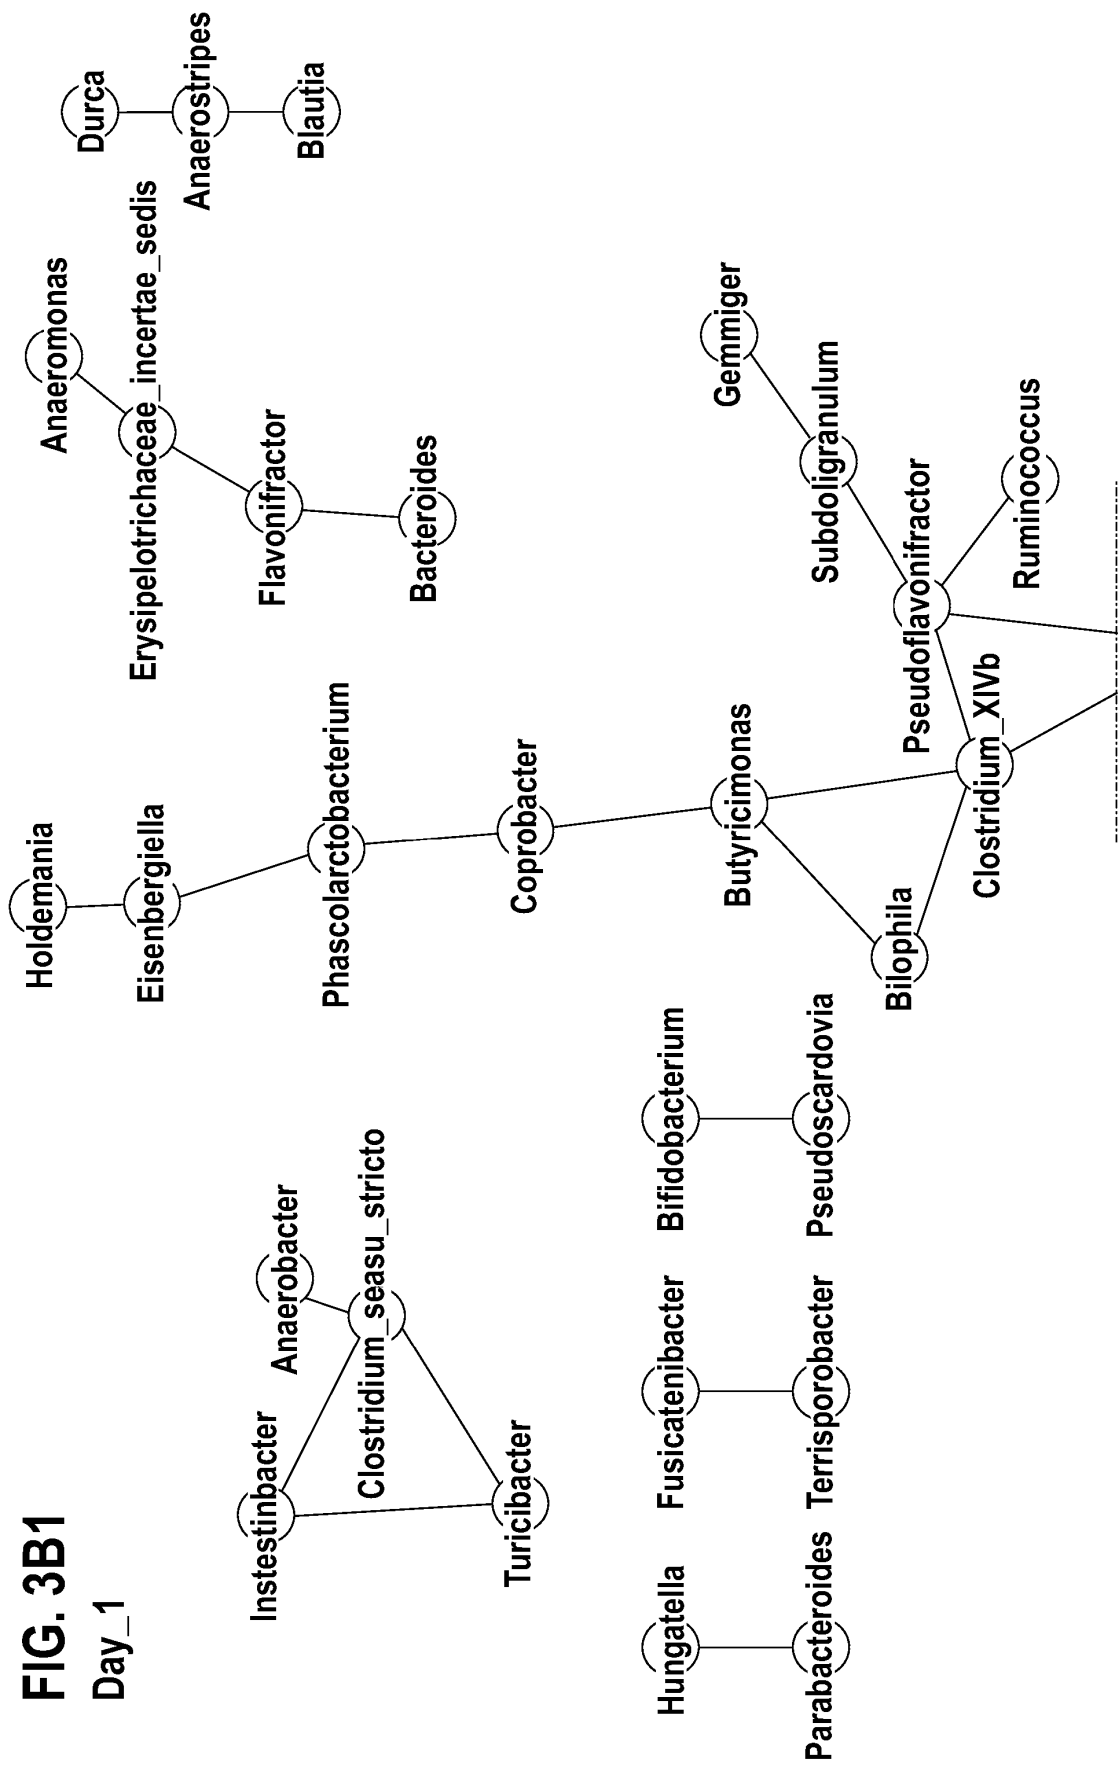 FIG. 3B1
Day_1
Instestinbacter
Anaerobacter
Clostridium_seasu_stricto
Turicibacter
Holdemania
Eisenbergiella
Phascolarctobacterium
Coprobacter
Butyricimonas
Bilophila
Clostridium_XIVb
Pseudoflavonifractor
Subdoligranulum
Gemmiger
Ruminococcus
Anaeromonas
Erysipelotrichaceae_incertae_sedis
Flavonifractor
Bacteroides
Durca
Anaerostripes
Blautia
Hungatella
Parabacteroides
Fusicatenibacter
Terrisporobacter
Bifidobacterium
Pseudoscardovia